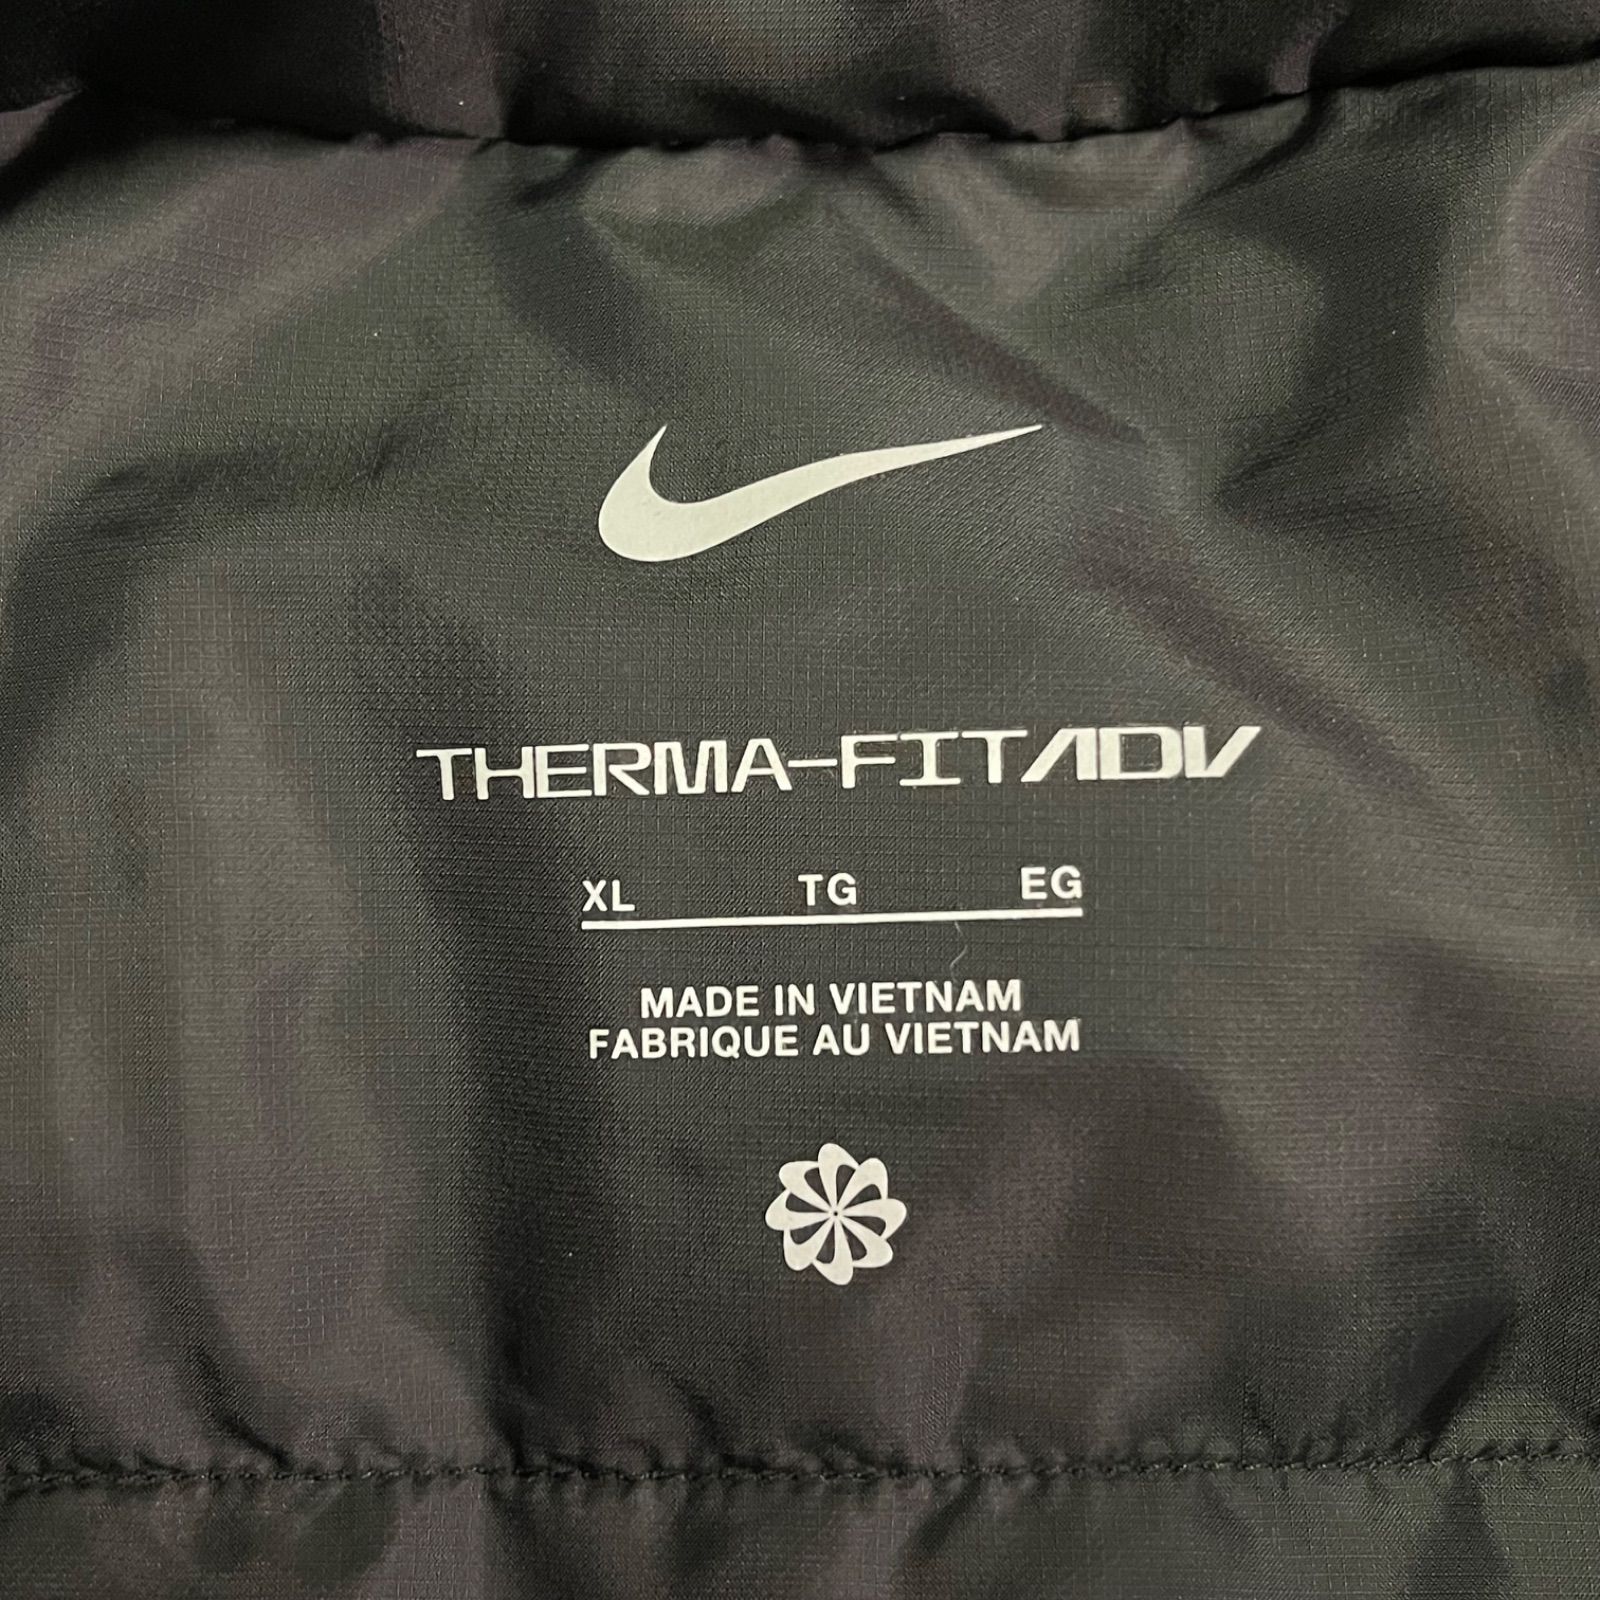 THERMA-FITADV
XL TG EG
MADE IN VIETNAM
FABRIQUE AU VIETNAM